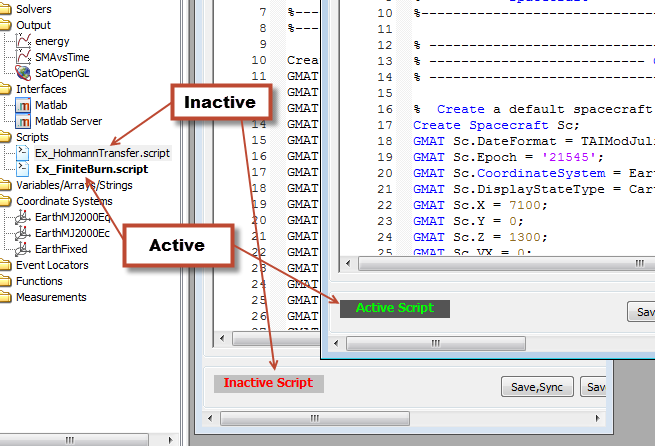 Solvers
Output
energy
SMAvsTime
SatOpenGL
Interfaces
Matlab
Matlab Server
Scripts
Ex_HohmannTransfer.script
Ex_FiniteBurn.script
Variables/Arrays/Strings
Coordinate Systems
EarthMJ2000Eq
EarthMJ2000Ec
EarthFixed
Event Locators
Functions
Measurements
Inactive
Active
7 %---
8 %---
9
10 Crea
11 GMAT
12 GMAT
13 GMAT
14 GMAT
15 GMAT
16 GMAT
17 GMAT
18 GMAT
19 GMAT
20 GMAT
21 GMAT
22 GMAT
23 GMAT
24 GMAT
25 GMAT
26 GMAT
Inactive Script
Save,Sync
Sav
10 %-----------------------------------
11
12 % -----------------------------------
13 % ---------------------------------
14 % -----------------------------------
15
16 % Create a default spacecraft
17 Create Spacecraft Sc;
18 GMAT Sc.DateFormat = TAIModJuli
19 GMAT Sc.Epoch = '21545';
20 GMAT Sc.CoordinateSystem = Eart
21 GMAT Sc.DisplayStateType = Cart
22 GMAT Sc.X = 7100;
23 GMAT Sc.Y = 0;
24 GMAT Sc.Z = 1300;
25 GMAT Sc.VX = 0;
Active Script
Sav